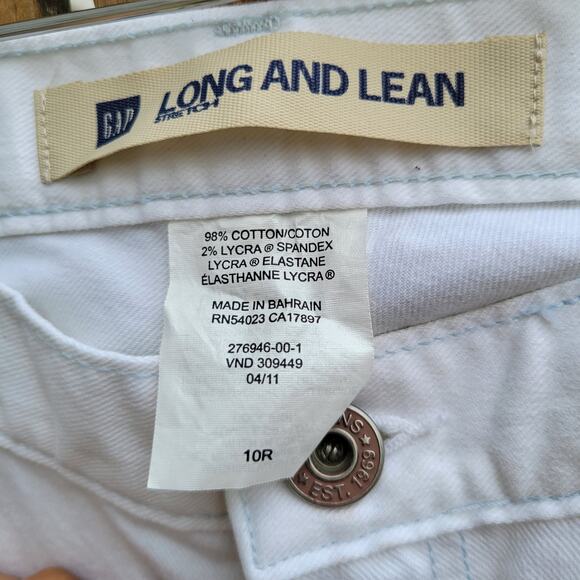 GAP LONG AND LEAN
STRETCH
98% COTTON/COTON
2% LYCRA ® SPANDEX
LYCRA ® ELASTANE
ÉLASTHANNE LYCRA®
MADE IN BAHRAIN
RN54023 CA17897
276946-00-1
VND 309449
04/11
10R
EST. 1969